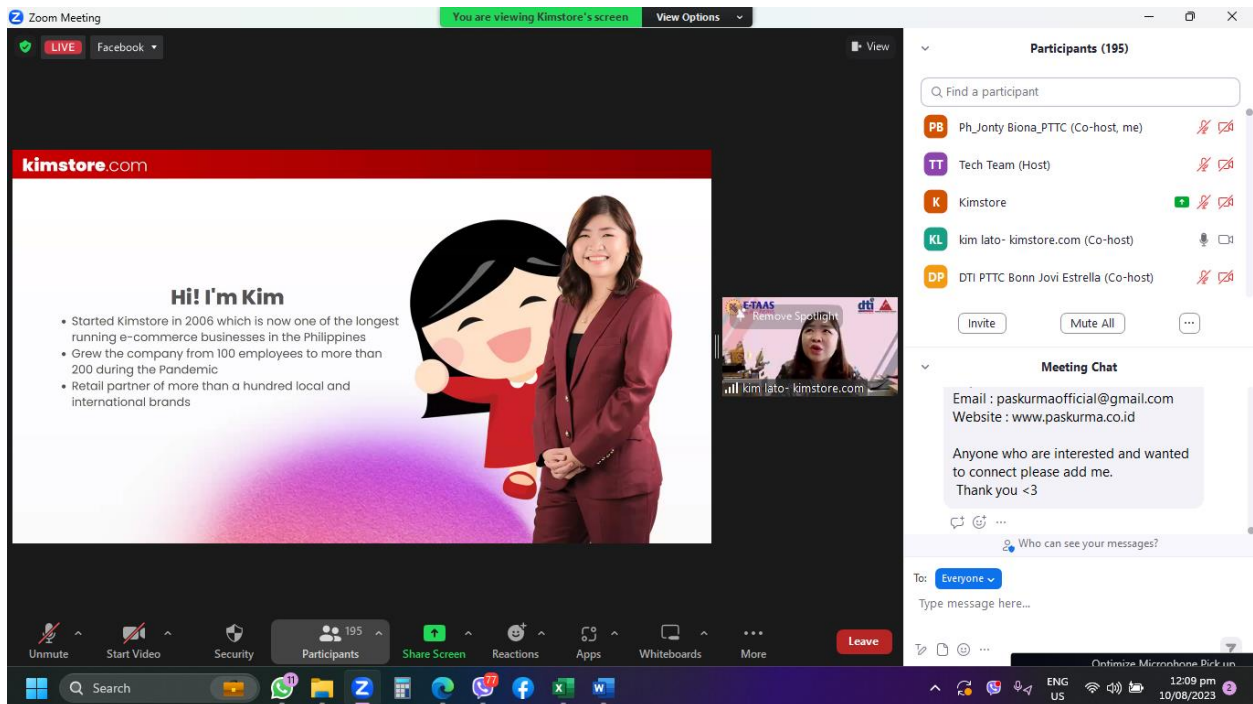 Zoom Meeting
You are viewing Kimstore's screen
View Options
LIVE
Facebook
View
kimstore.com
Hi! I'm Kim
• Started Kimstore in 2006 which is now one of the longest
running e-commerce businesses in the Philippines
• Grew the company from 100 employees to more than
200 during the Pandemic
• Retail partner of more than a hundred local and
international brands
E-TAAS
dti
Remove Spotlight
kim lato- kimstore.com
Participants (195)
Find a participant
PB Ph_Jonty Biona_PTTC (Co-host, me)
TT Tech Team (Host)
K Kimstore
KL kim lato- kimstore.com (Co-host)
DP DTI PTTC Bonn Jovi Estrella (Co-host)
Invite
Mute All
Meeting Chat
Email : paskurmaofficial@gmail.com
Website : www.paskurma.co.id
Anyone who are interested and wanted
to connect please add me.
Thank you <3
Who can see your messages?
To: Everyone
Type message here...
Unmute
Start Video
Security
195
Participants
Share Screen
Reactions
Apps
Whiteboards
More
Leave
Optimize Microphone Pick up
Search
11
77
ENG
US
12:09 pm
10/08/2023
2